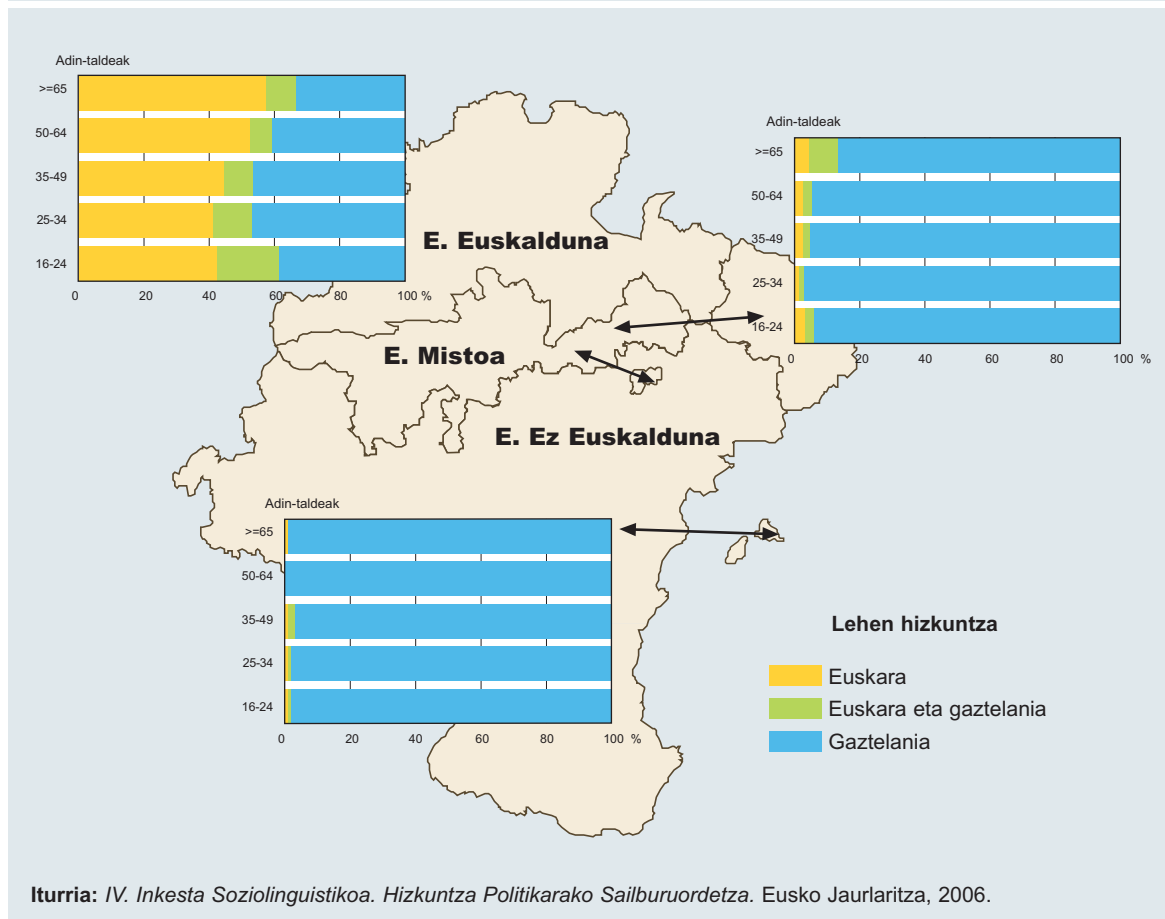 Adin-taldeak
>=65
50-64
35-49
25-34
16-24
0 20 40 60 80 100 %
Adin-taldeak
>=65
50-64
35-49
25-34
16-24
0 20 40 60 80 100 %
E. Euskalduna
E. Mistoa
E. Ez Euskalduna
Adin-taldeak
>=65
50-64
35-49
25-34
16-24
0 20 40 60 80 100 %
Lehen hizkuntza
Euskara
Euskara eta gaztelania
Gaztelania
Iturria: IV. Inkesta Soziolinguistikoa. Hizkuntza Politikarako Sailburuordetza. Eusko Jaurlaritza, 2006.